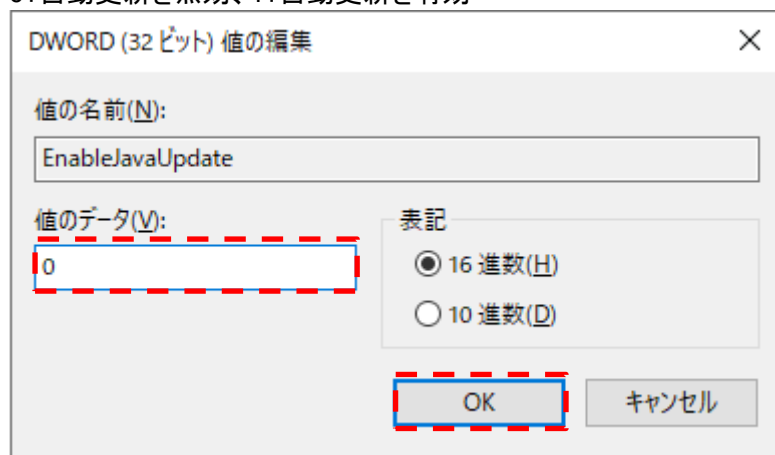 DWORD (32 ビット) 値の編集
値の名前(N):
EnableJavaUpdate
値のデータ(V):
0
表記
16 進数(H)
10 進数(D)
OK
キャンセル